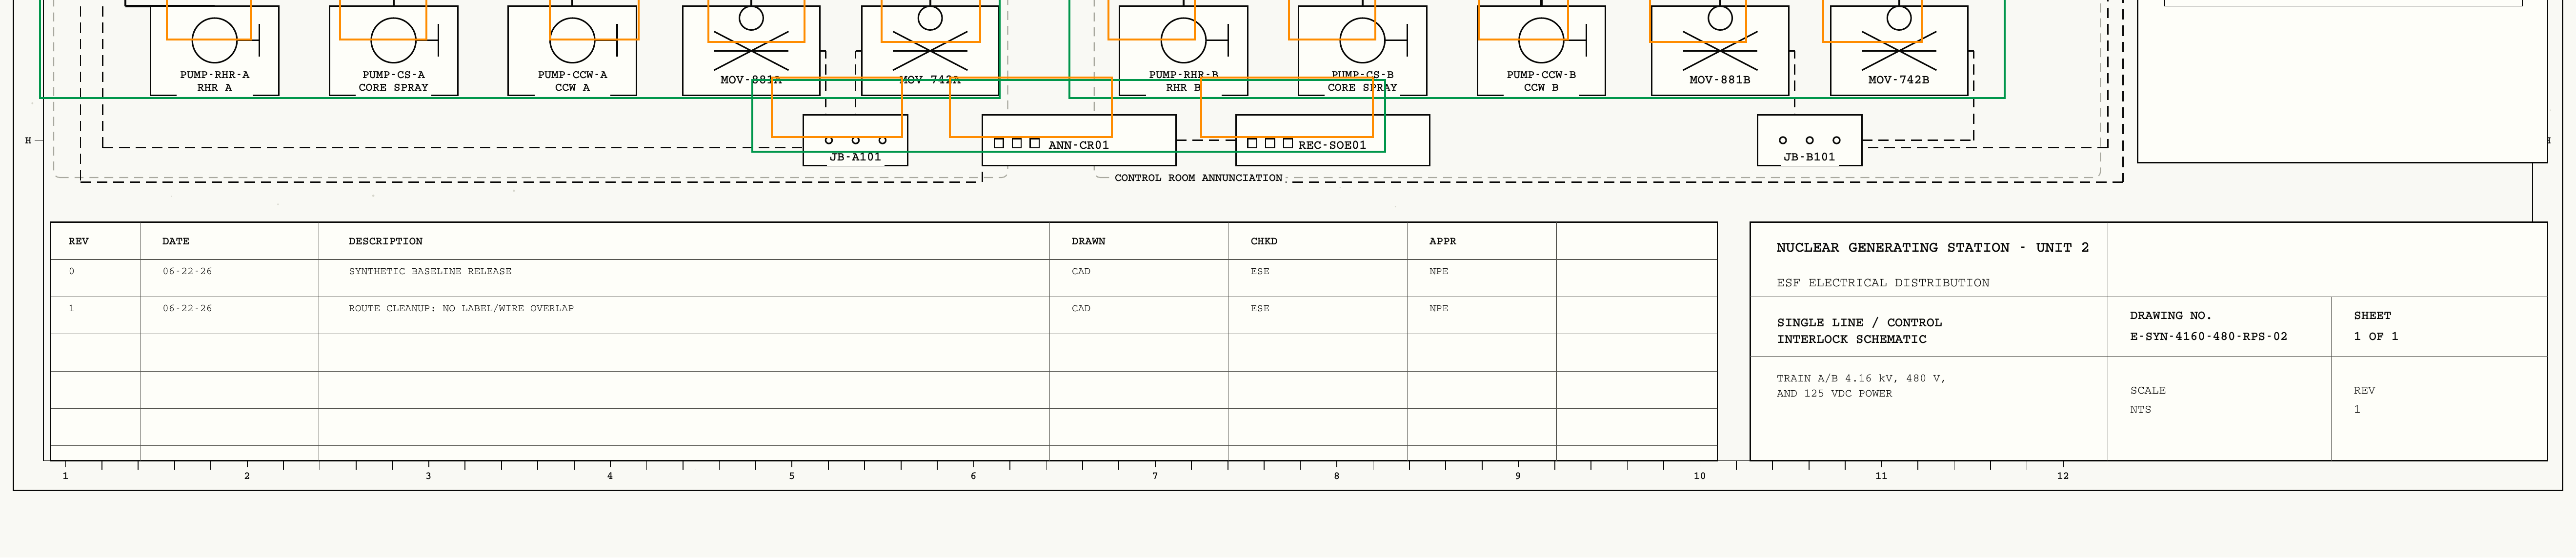 PUMP-RHR-A
RHR A
PUMP-CS-A
CORE SPRAY
PUMP-CCW-A
CCW A
MOV-881A
MOV-742A
PUMP-RHR-B
RHR B
PUMP-CS-B
CORE SPRAY
PUMP-CCW-B
CCW B
MOV-881B
MOV-742B
H
JB-A101
ANN-CR01
REC-SOE01
JB-B101
CONTROL ROOM ANNUNCIATION
REV DATE DESCRIPTION DRAWN CHKD APPR
0 06-22-26 SYNTHETIC BASELINE RELEASE CAD ESE NPE
1 06-22-26 ROUTE CLEANUP: NO LABEL/WIRE OVERLAP CAD ESE NPE
NUCLEAR GENERATING STATION - UNIT 2
ESF ELECTRICAL DISTRIBUTION
SINGLE LINE / CONTROL
INTERLOCK SCHEMATIC
DRAWING NO.
E-SYN-4160-480-RPS-02
SHEET
1 OF 1
TRAIN A/B 4.16 kV, 480 V,
AND 125 VDC POWER
SCALE
NTS
REV
1
1 2 3 4 5 6 7 8 9 10 11 12